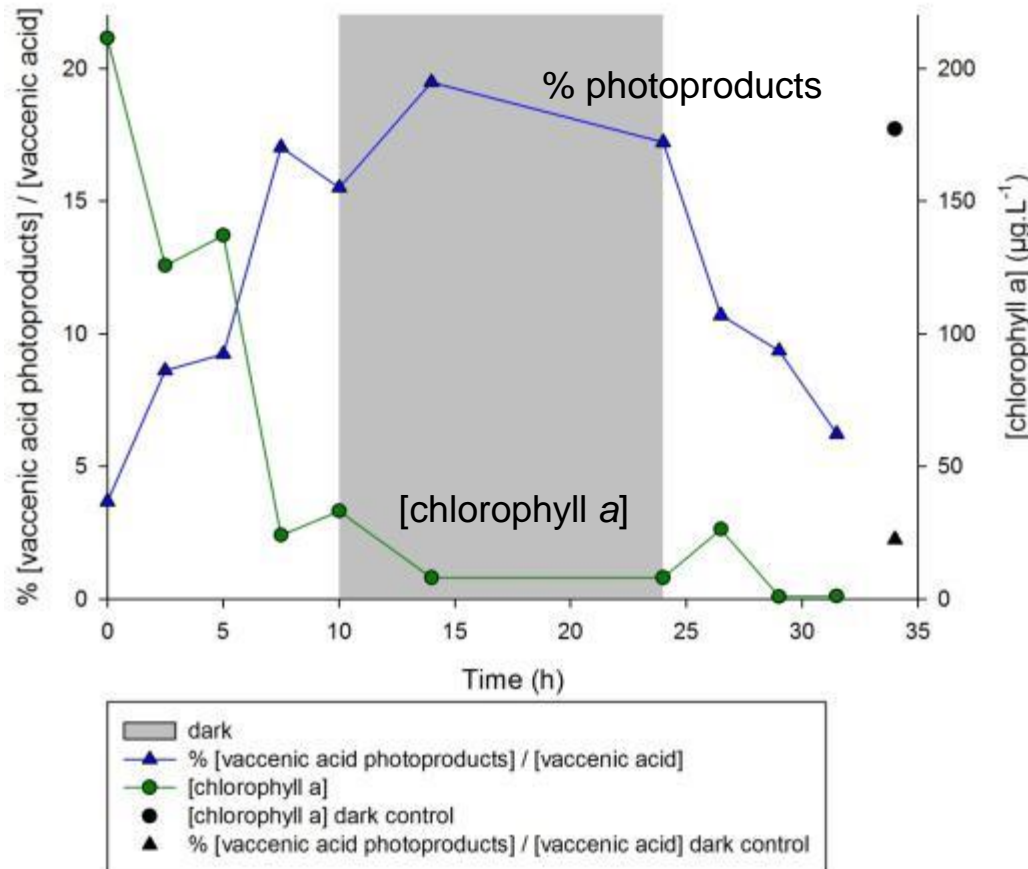 % [vaccenic acid photoproducts] / [vaccenic acid]
20
15
10
5
0
% photoproducts
[chlorophyll a]
200
150
100
50
0
[chlorophyll a] (µg.L-1)
0 5 10 15 20 25 30 35
Time (h)
dark
% [vaccenic acid photoproducts] / [vaccenic acid]
[chlorophyll a]
[chlorophyll a] dark control
% [vaccenic acid photoproducts] / [vaccenic acid] dark control